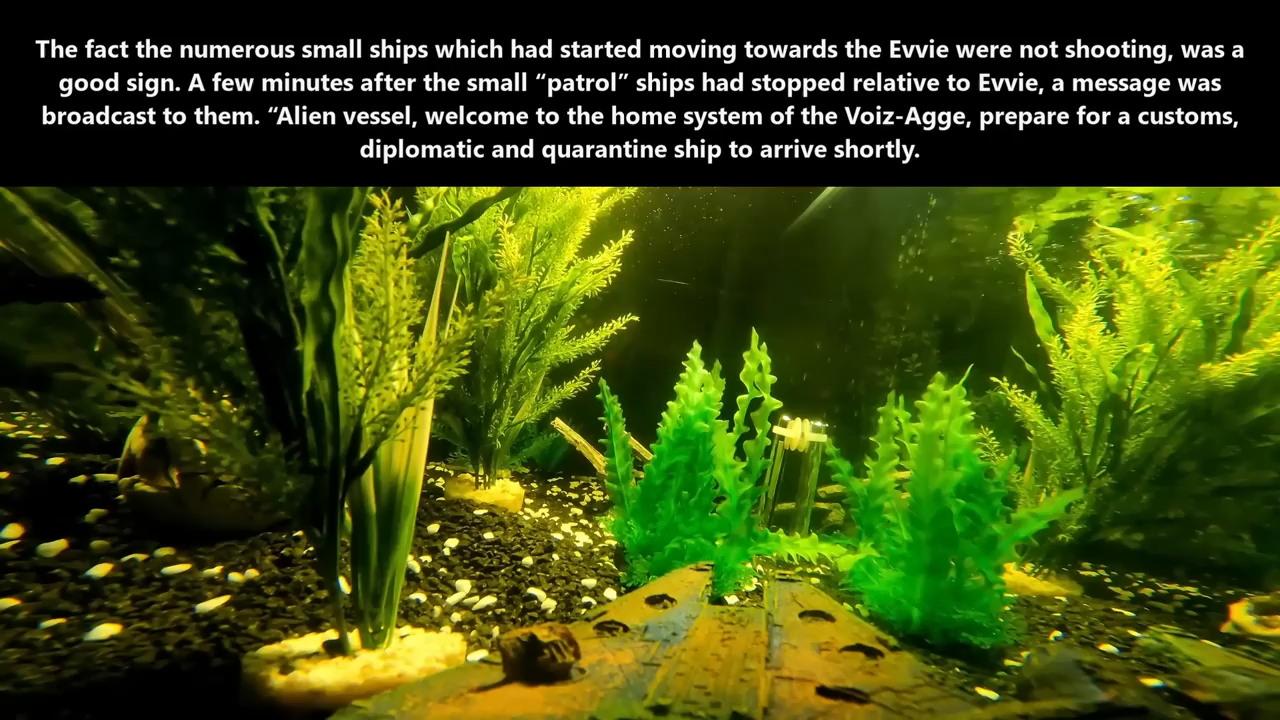 The fact the numerous small ships which had started moving towards the Evvie were not shooting, was a
good sign. A few minutes after the small “patrol” ships had stopped relative to Evvie, a message was
broadcast to them. “Alien vessel, welcome to the home system of the Voiz-Agge, prepare for a customs,
diplomatic and quarantine ship to arrive shortly.